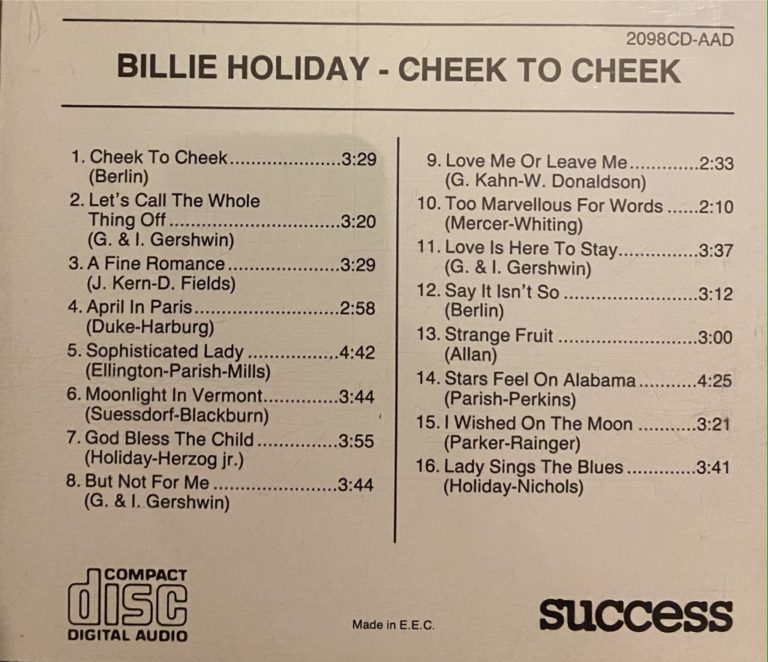 2098CD-AAD
BILLIE HOLIDAY - CHEEK TO CHEEK
1. Cheek To Cheek.....................3:29
(Berlin)
2. Let's Call The Whole
Thing Off ................................3:20
(G. & I. Gershwin)
3. A Fine Romance.....................3:29
(J. Kern-D. Fields)
4. April In Paris...........................2:58
(Duke-Harburg)
5. Sophisticated Lady ................4:42
(Ellington-Parish-Mills)
6. Moonlight In Vermont..............3:44
(Suessdorf-Blackburn)
7. God Bless The Child ..............3:55
(Holiday-Herzog jr.)
8. But Not For Me .......................3:44
(G. & I. Gershwin)
9. Love Me Or Leave Me.............2:33
(G. Kahn-W. Donaldson)
10. Too Marvellous For Words ......2:10
(Mercer-Whiting)
11. Love Is Here To Stay...............3:37
(G. & I. Gershwin)
12. Say It Isn't So .........................3:12
(Berlin)
13. Strange Fruit ..........................3:00
(Allan)
14. Stars Feel On Alabama...........4:25
(Parish-Perkins)
15. I Wished On The Moon ...........3:21
(Parker-Rainger)
16. Lady Sings The Blues.............3:41
(Holiday-Nichols)
COMPACT
disc
DIGITAL AUDIO
Made in E.E.C.
success